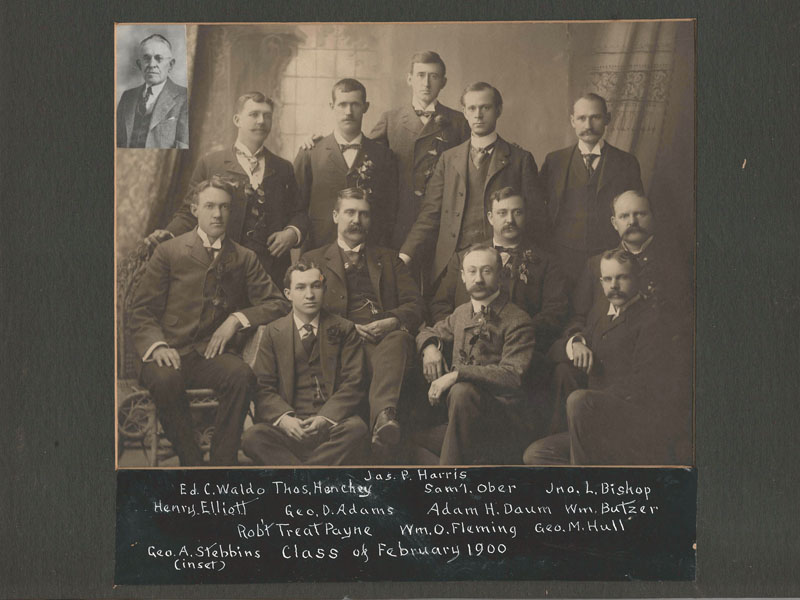 Jas. P. Harris
Ed. C. Waldo Thos. Henchey Sam'l. Ober Jno. L. Bishop
Henry. Elliott Geo. D. Adams Adam H. Daum Wm. Butzer
Rob't Treat Payne Wm. O. Fleming Geo. M. Hull
Geo. A. Stebbins Class of February 1900
(inset)